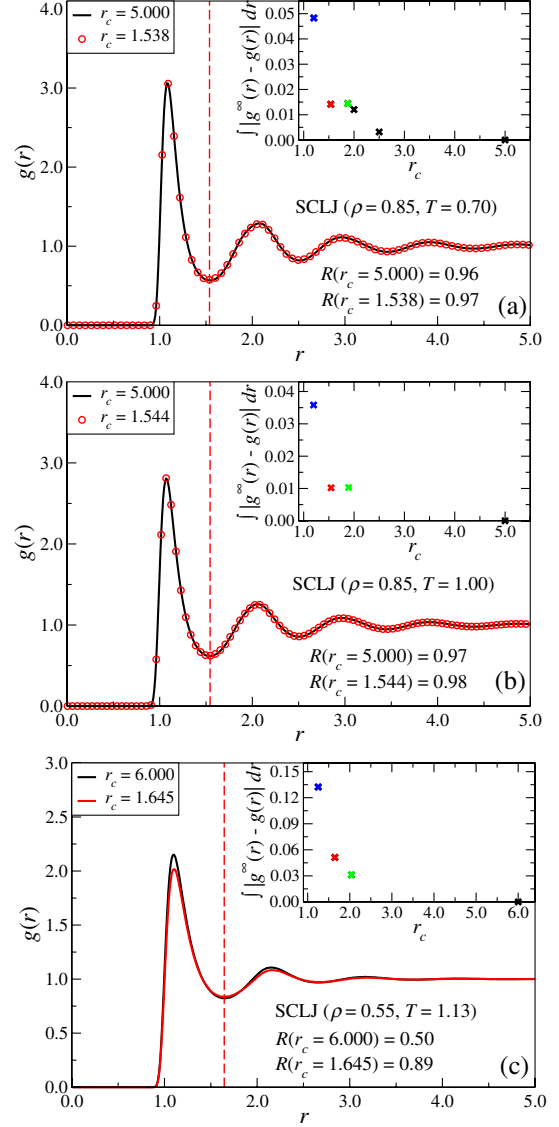 4.0
3.0
2.0
1.0
0.0
g(r)
r_c = 5.000
r_c = 1.538
0.05
0.04
0.03
0.02
0.01
0.00
∫ |g^∞(r) - g(r)| dr
1.0 2.0 3.0 4.0 5.0
r_c
SCLJ (ρ = 0.85, T = 0.70)
R(r_c = 5.000) = 0.96
R(r_c = 1.538) = 0.97
(a)
0.0 1.0 2.0 3.0 4.0 5.0
r
4.0
3.0
2.0
1.0
0.0
g(r)
r_c = 5.000
r_c = 1.544
0.04
0.03
0.02
0.01
0.00
∫ |g^∞(r) - g(r)| dr
1.0 2.0 3.0 4.0 5.0
r_c
SCLJ (ρ = 0.85, T = 1.00)
R(r_c = 5.000) = 0.97
R(r_c = 1.544) = 0.98
(b)
0.0 1.0 2.0 3.0 4.0 5.0
r
3.0
2.5
2.0
1.5
1.0
0.5
0.0
g(r)
r_c = 6.000
r_c = 1.645
0.15
0.12
0.09
0.06
0.03
0.00
∫ |g^∞(r) - g(r)| dr
1.0 2.0 3.0 4.0 5.0 6.0
r_c
SCLJ (ρ = 0.55, T = 1.13)
R(r_c = 6.000) = 0.50
R(r_c = 1.645) = 0.89
(c)
0.0 1.0 2.0 3.0 4.0 5.0
r